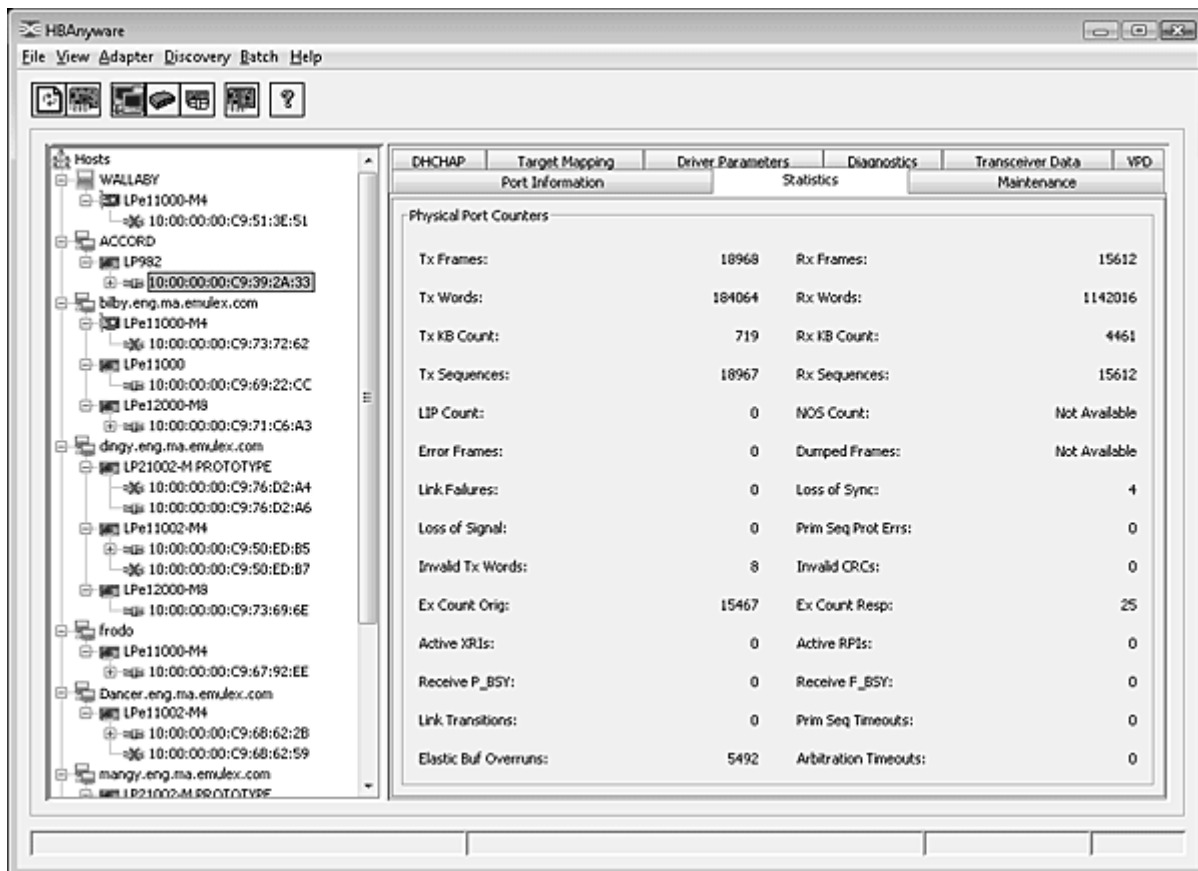 HBAnyware
File View Adapter Discovery Batch Help
Hosts
WALLABY
LPe11000-M4
10:00:00:00:C9:51:3E:51
ACCORD
LP982
10:00:00:00:C9:39:2A:33
bilby.eng.ma.emulex.com
LPe11000-M4
10:00:00:00:C9:73:72:62
LPe11000
10:00:00:00:C9:69:22:CC
LPe12000-M8
10:00:00:00:C9:71:C6:A3
dingy.eng.ma.emulex.com
LP21002-M PROTOTYPE
10:00:00:00:C9:76:D2:A4
10:00:00:00:C9:76:D2:A6
LPe11002-M4
10:00:00:00:C9:50:ED:B5
10:00:00:00:C9:50:ED:B7
LPe12000-M8
10:00:00:00:C9:73:69:6E
frodo
LPe11000-M4
10:00:00:00:C9:67:92:EE
Dancer.eng.ma.emulex.com
LPe11002-M4
10:00:00:00:C9:68:62:2B
10:00:00:00:C9:68:62:59
mangy.eng.ma.emulex.com
LP21002-M PROTOTYPE
DHCHAP Target Mapping Driver Parameters Diagnostics Transceiver Data VPD
Port Information Statistics Maintenance
Physical Port Counters
Tx Frames: 18968 Rx Frames: 15612
Tx Words: 184064 Rx Words: 1142016
Tx KB Count: 719 Rx KB Count: 4461
Tx Sequences: 18967 Rx Sequences: 15612
LIP Count: 0 NOS Count: Not Available
Error Frames: 0 Dumped Frames: Not Available
Link Failures: 0 Loss of Sync: 4
Loss of Signal: 0 Prim Seq Prot Errs: 0
Invalid Tx Words: 8 Invalid CRCs: 0
Ex Count Orig: 15467 Ex Count Resp: 25
Active XRIs: 0 Active RPIs: 0
Receive P_BSY: 0 Receive F_BSY: 0
Link Transitions: 0 Prim Seq Timeouts: 0
Elastic Buf Overruns: 5492 Arbitration Timeouts: 0